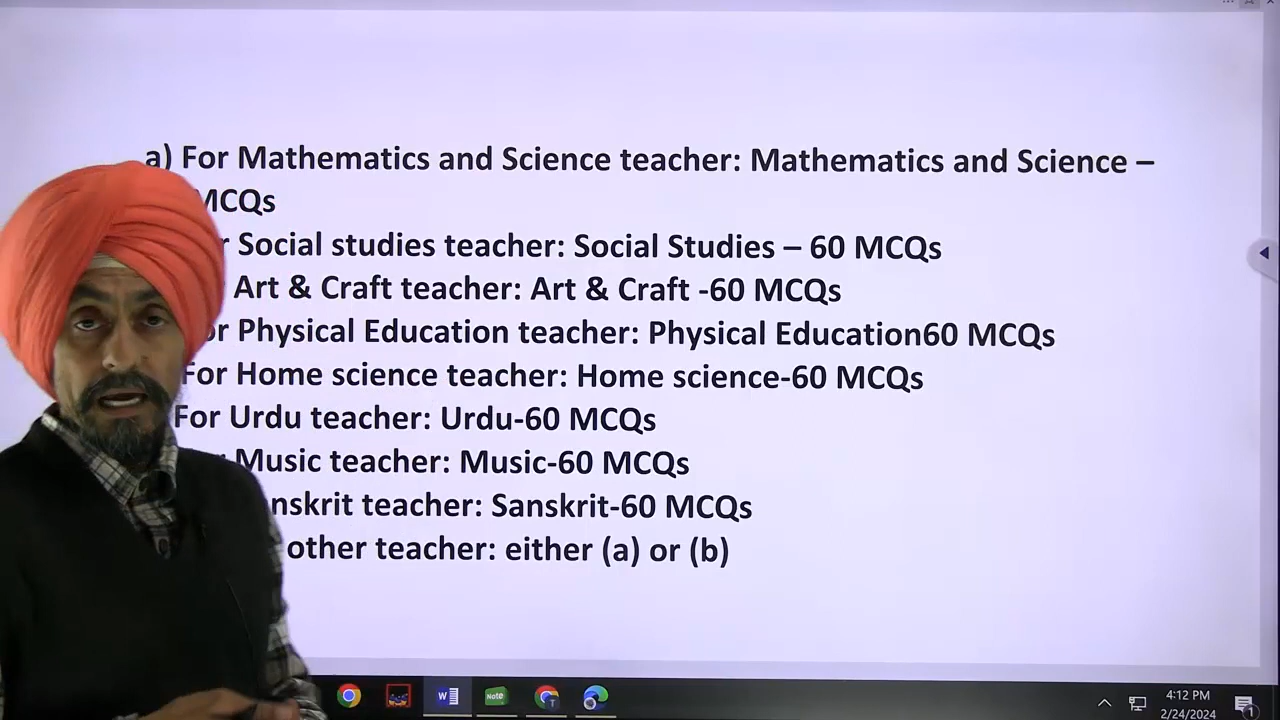 a) For Mathematics and Science teacher: Mathematics and Science –
MCQs
Social studies teacher: Social Studies – 60 MCQs
Art & Craft teacher: Art & Craft -60 MCQs
Physical Education teacher: Physical Education60 MCQs
For Home science teacher: Home science-60 MCQs
For Urdu teacher: Urdu-60 MCQs
Music teacher: Music-60 MCQs
teacher: Sanskrit-60 MCQs
other teacher: either (a) or (b)
W
Note
T
4:12 PM
2/24/2024
1